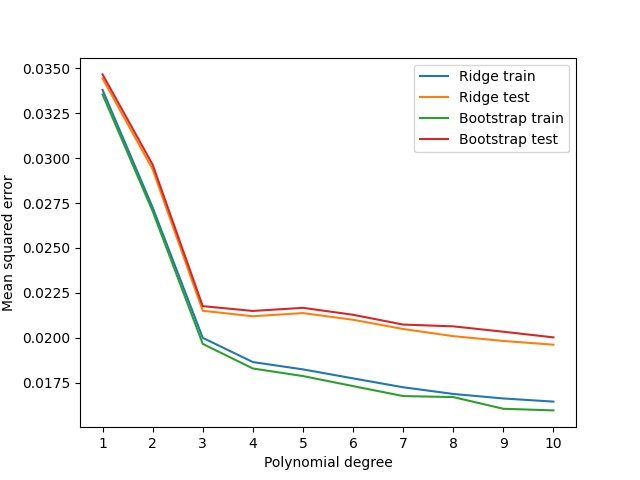 0.0350
0.0325
0.0300
0.0275
0.0250
0.0225
0.0200
0.0175
Mean squared error
Ridge train
Ridge test
Bootstrap train
Bootstrap test
1 2 3 4 5 6 7 8 9 10
Polynomial degree